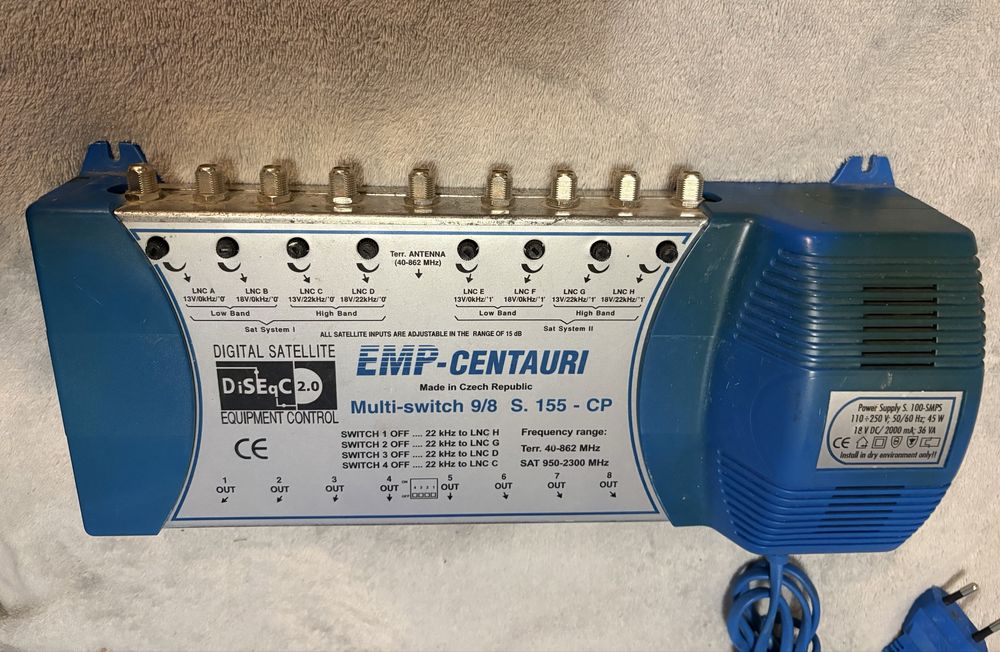 Terr. ANTENNA
(40-862 MHz)
LNC A
13V/0kHz/'0'
LNC B
18V/0kHz/'0'
LNC C
13V/22kHz/'0'
LNC D
18V/22kHz/'0'
LNC E
13V/0kHz/'1'
LNC F
18V/0kHz/'1'
LNC G
13V/22kHz/'1'
LNC H
18V/22kHz/'1'
Low Band
High Band
Low Band
High Band
Sat System I
Sat System II
ALL SATELLITE INPUTS ARE ADJUSTABLE IN THE RANGE OF 15 dB
DIGITAL SATELLITE
DiSEqC 2.0
EQUIPMENT CONTROL
EMP-CENTAURI
Made in Czech Republic
Multi-switch 9/8 S. 155 - CP
CE
SWITCH 1 OFF .... 22 kHz to LNC H
SWITCH 2 OFF .... 22 kHz to LNC G
SWITCH 3 OFF .... 22 kHz to LNC D
SWITCH 4 OFF .... 22 kHz to LNC C
Frequency range:
Terr. 40-862 MHz
SAT 950-2300 MHz
1
OUT
2
OUT
3
OUT
4
OUT
ON
4 3 2 1
OFF
5
OUT
6
OUT
7
OUT
8
OUT
Power Supply S. 100-SMPS
110÷250 V; 50/60 Hz; 45 W
18 V DC/ 2000 mA; 36 VA
CE
Install in dry environment only!!